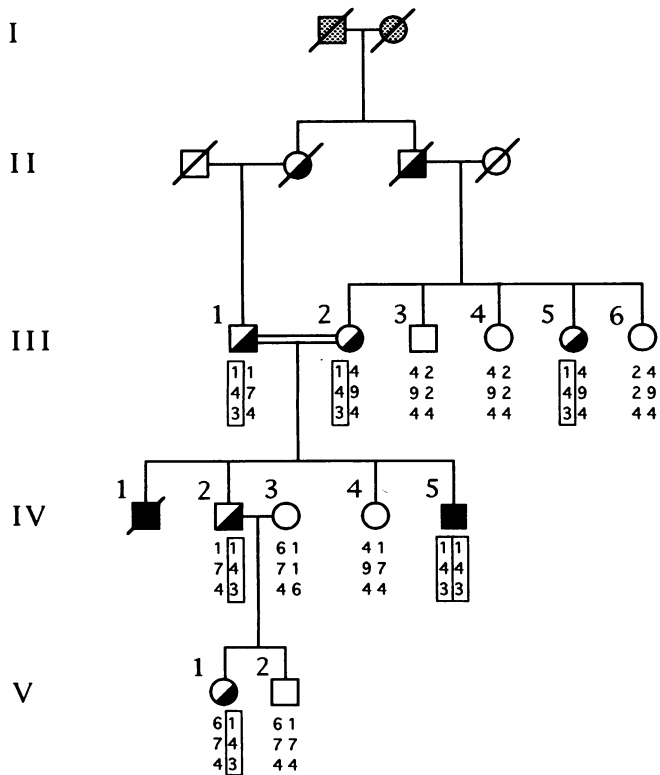 I
II
1 2 3 4 5 6
III
1 1 1 4 4 2 4 2 1 4 2 4
4 7 4 9 9 2 9 2 4 9 2 9
3 4 3 4 4 4 4 4 3 4 4 4
1 2 3 4 5
IV
1 1 6 1 4 1 1 1
7 4 7 1 9 7 4 4
4 3 4 6 4 4 3 3
1 2
V
6 1 6 1
7 4 7 7
4 3 4 4